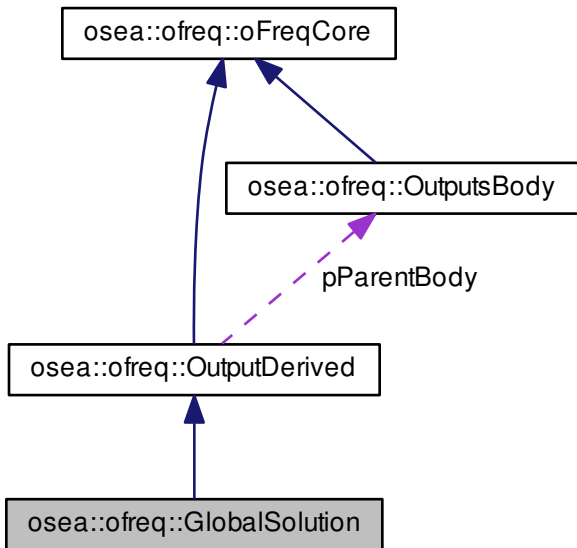 osea::ofreq::oFreqCore
osea::ofreq::OutputsBody
pParentBody
osea::ofreq::OutputDerived
osea::ofreq::GlobalSolution